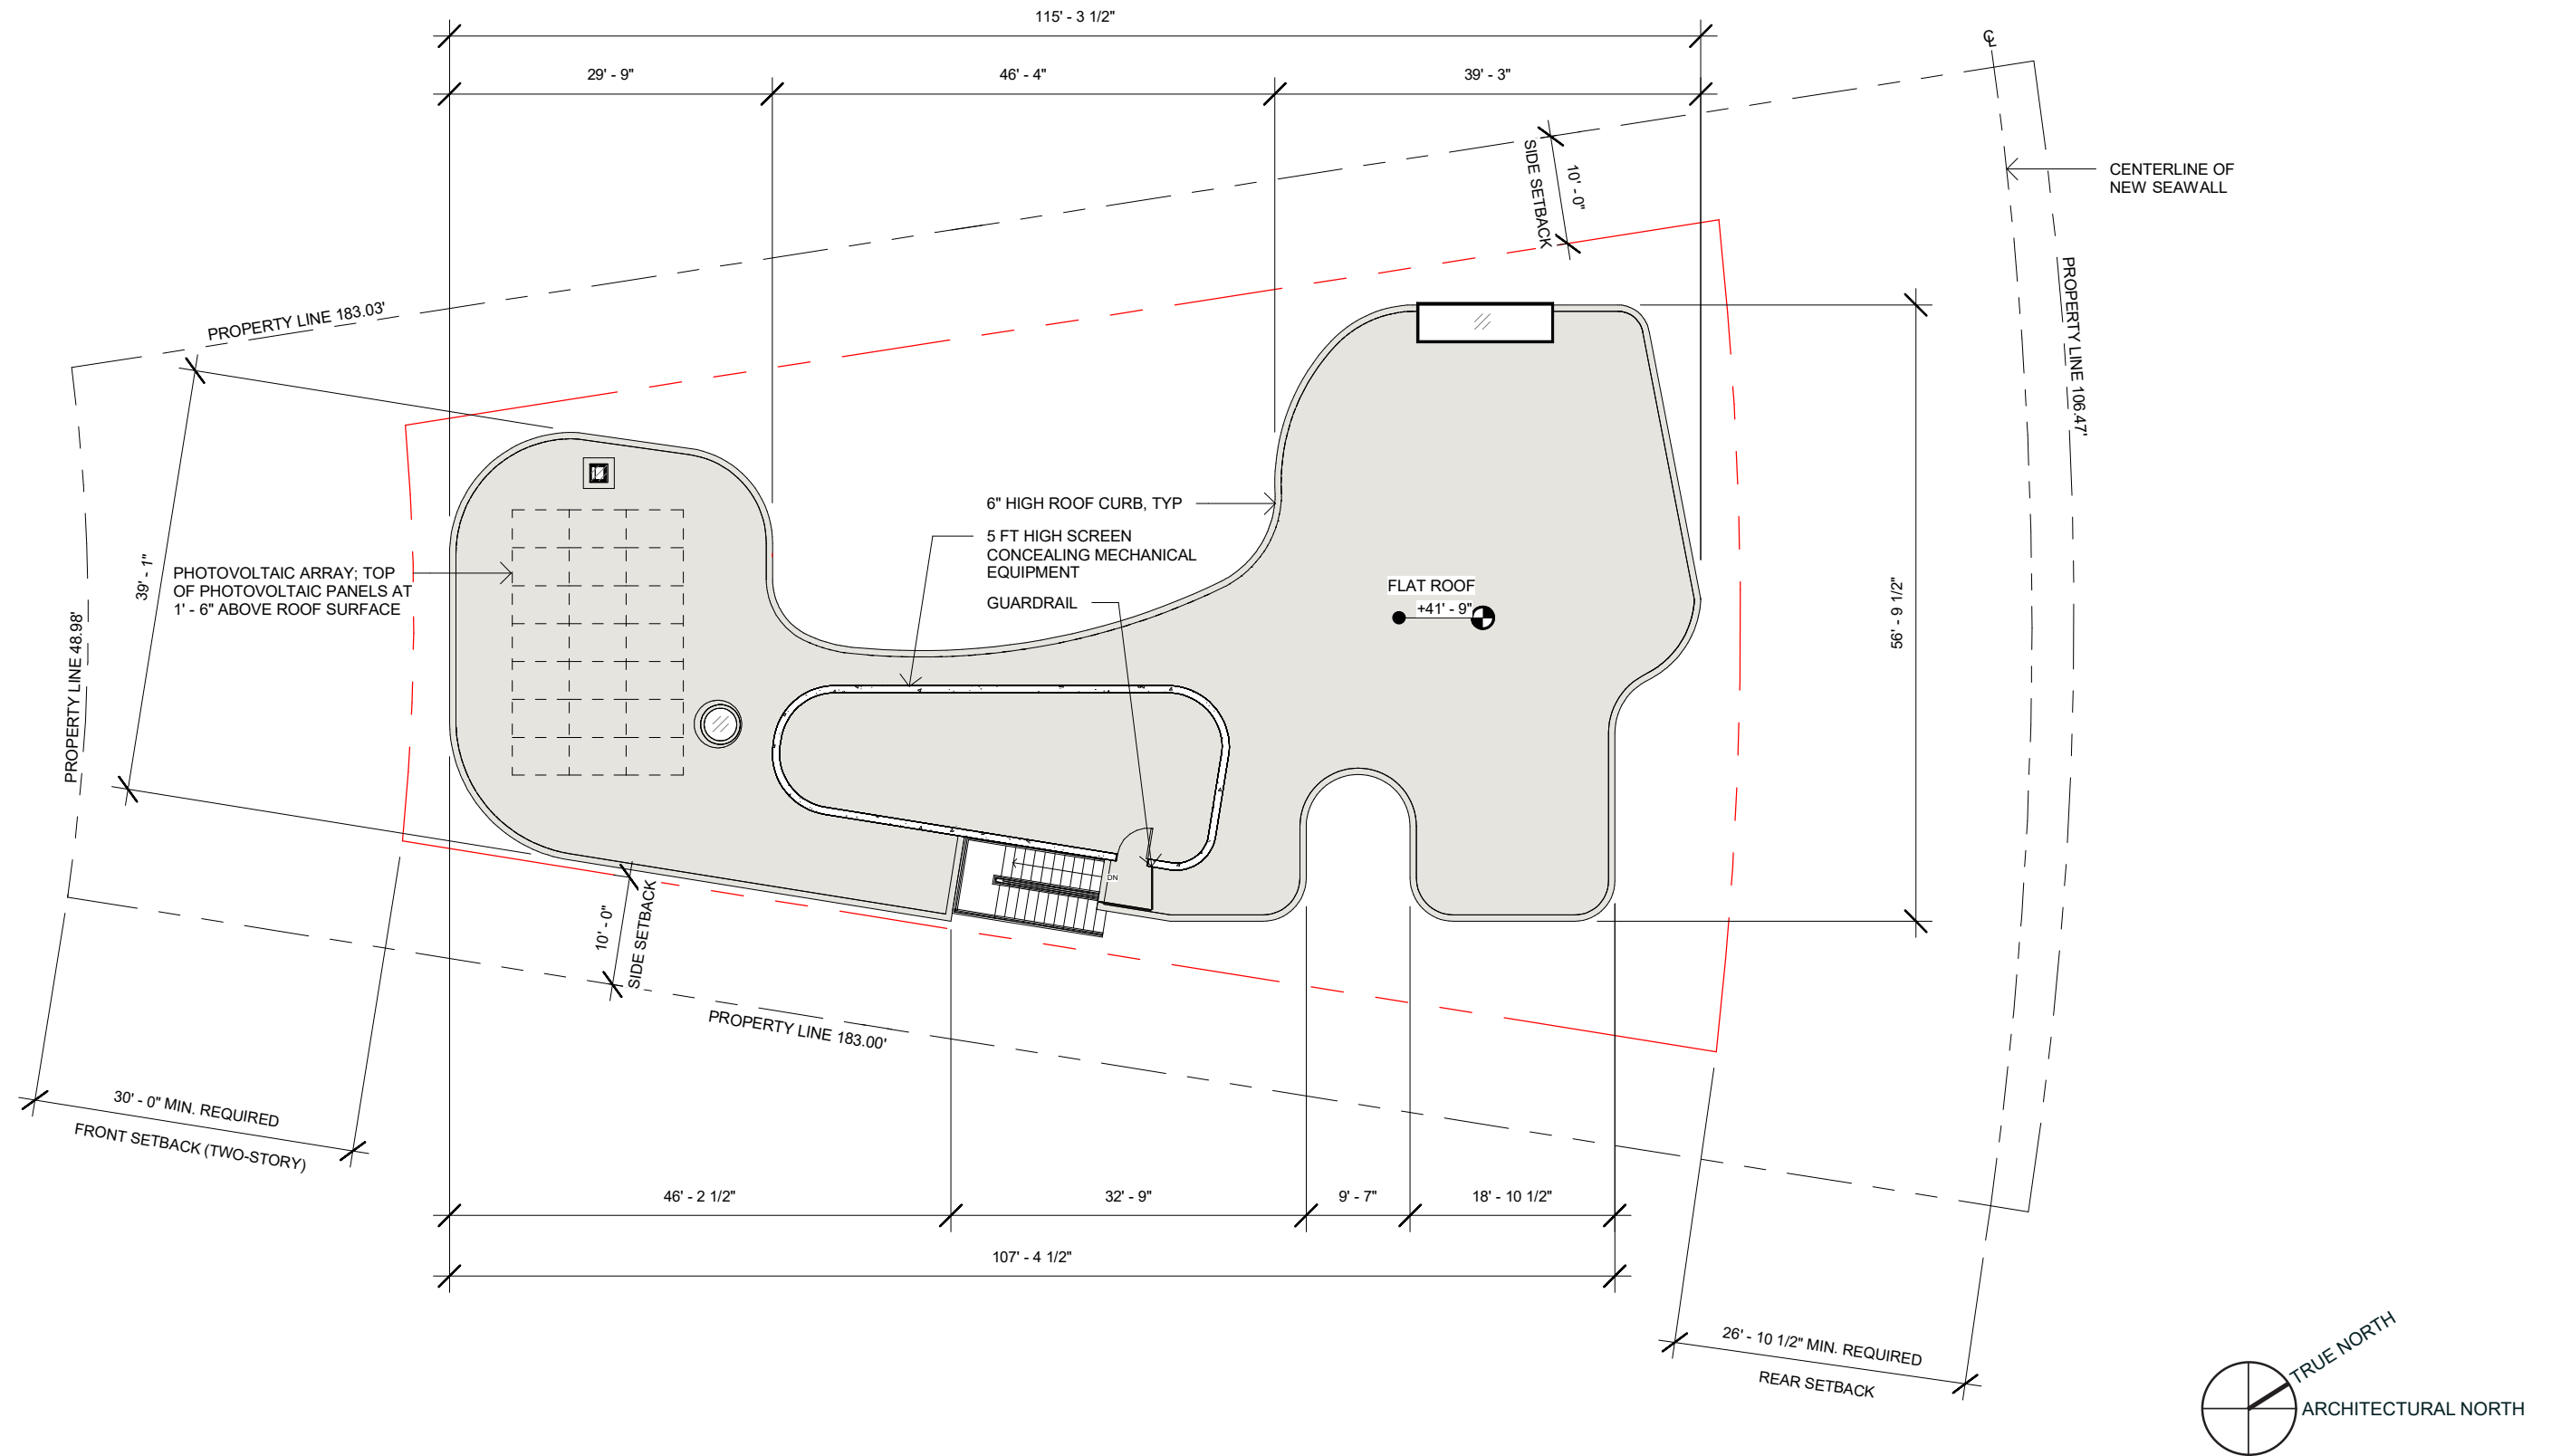 115' - 3 1/2"
29' - 9"
46' - 4"
39' - 3"
℄
SIDE SETBACK
10' - 0"
CENTERLINE OF
NEW SEAWALL
PROPERTY LINE 183.03'
PROPERTY LINE 106.47'
6" HIGH ROOF CURB, TYP
5 FT HIGH SCREEN
CONCEALING MECHANICAL
EQUIPMENT
GUARDRAIL
39' - 1"
PHOTOVOLTAIC ARRAY; TOP
OF PHOTOVOLTAIC PANELS AT
1' - 6" ABOVE ROOF SURFACE
FLAT ROOF
+41' - 9"
56' - 9 1/2"
PROPERTY LINE 48.98'
DN
10' - 0"
SIDE SETBACK
PROPERTY LINE 183.00'
30' - 0" MIN. REQUIRED
FRONT SETBACK (TWO-STORY)
46' - 2 1/2"
32' - 9"
9' - 7"
18' - 10 1/2"
107' - 4 1/2"
26' - 10 1/2" MIN. REQUIRED
REAR SETBACK
TRUE NORTH
ARCHITECTURAL NORTH